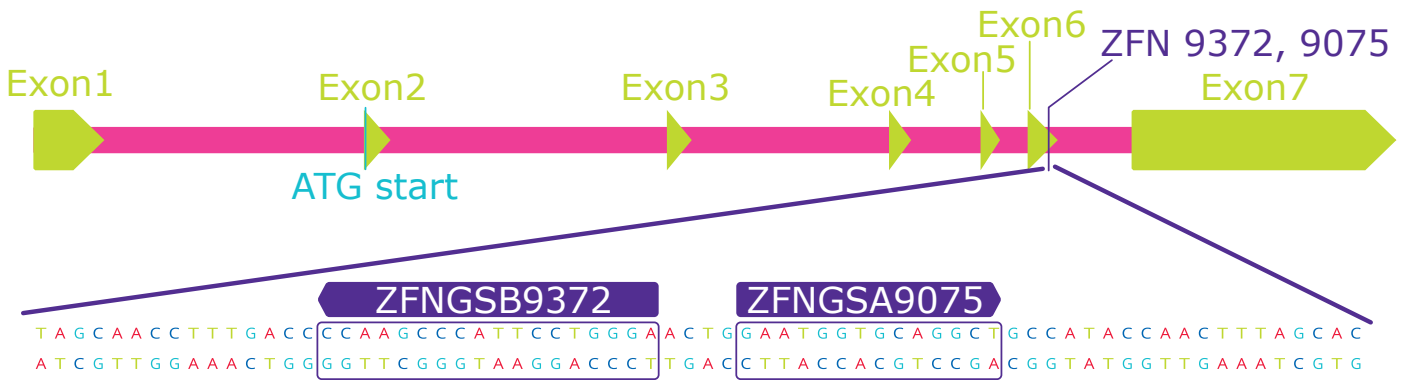 Exon6
ZFN 9372, 9075
Exon5
Exon1
Exon2
Exon3
Exon4
Exon7
ATG start
ZFNGSB9372
ZFNGSA9075
TAGCAACCTTTGACCCCAAGCCCATTCCTGGGAACTGGAATGGTGCAGGCTGCCATACCAACTTTAGCAC
ATCGTTGGAAACTGGGGTTCGGGTAAGGACCCTTGACCTTACCACGTCCGACGGTATGGTTGAAATCGTG